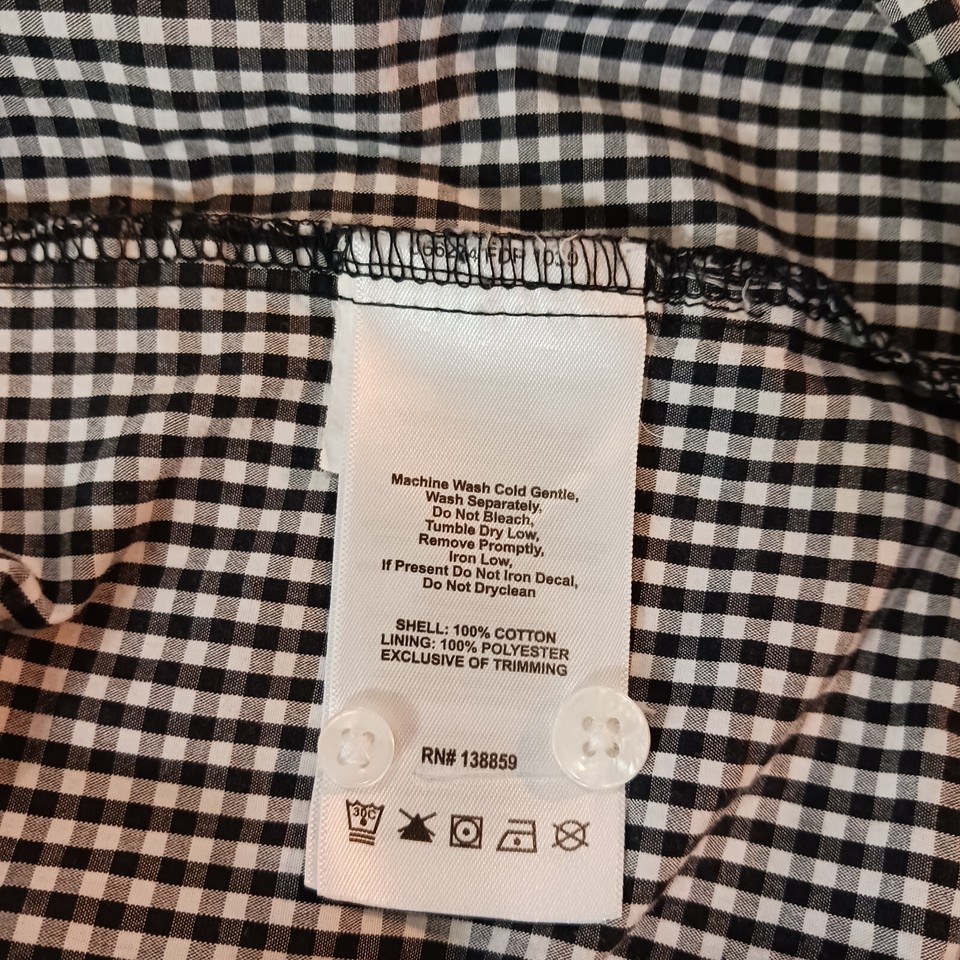 Machine Wash Cold Gentle,
Wash Separately,
Do Not Bleach,
Tumble Dry Low,
Remove Promptly,
Iron Low,
If Present Do Not Iron Decal,
Do Not Dryclean
SHELL: 100% COTTON
LINING: 100% POLYESTER
EXCLUSIVE OF TRIMMING
RN# 138859
30C